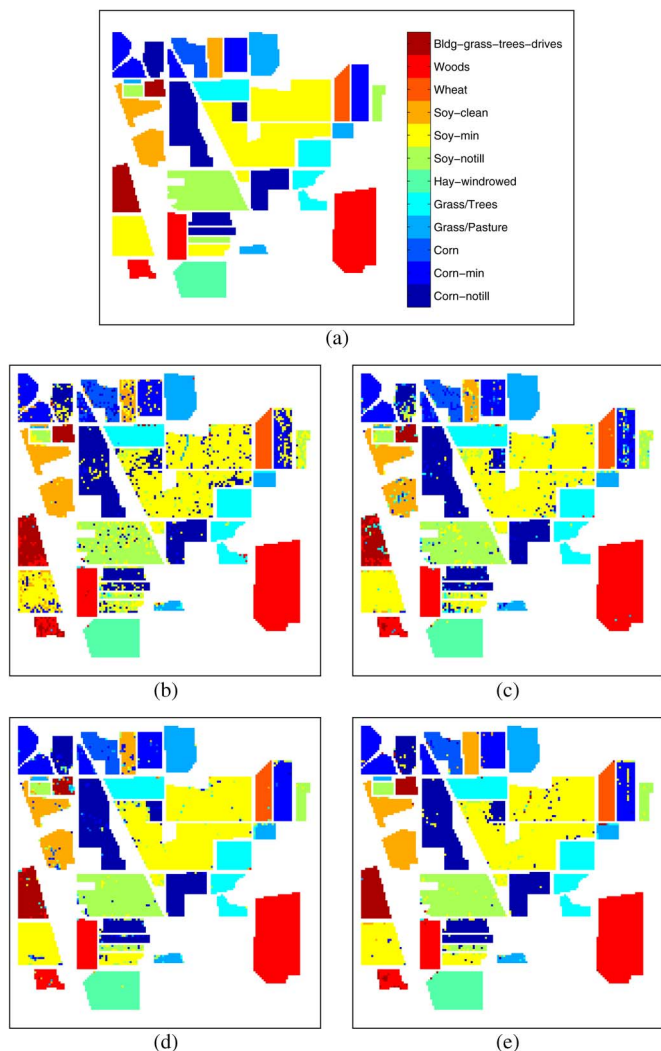 Bldg-grass-trees-drives
Woods
Wheat
Soy-clean
Soy-min
Soy-notill
Hay-windrowed
Grass/Trees
Grass/Pasture
Corn
Corn-min
Corn-notill
(a)
(b)
(c)
(d)
(e)